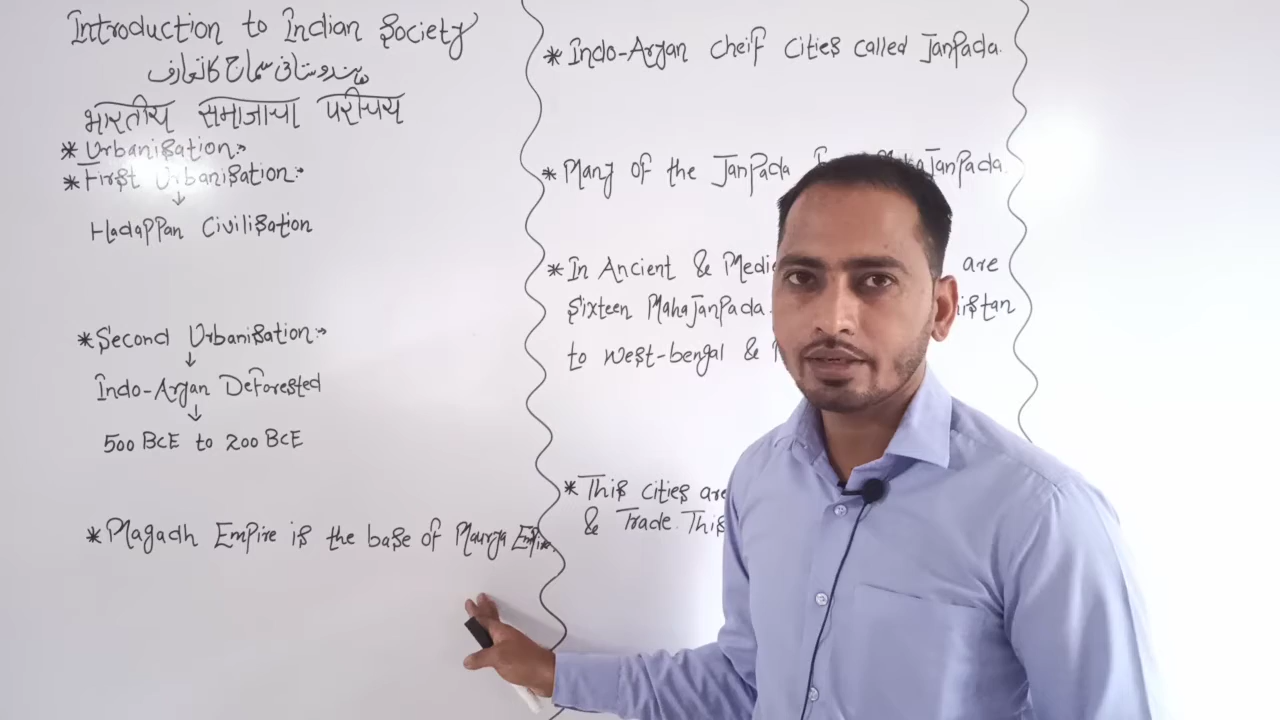 Introduction to Indian Society
ہندوستانی سماج کا تعارف
भारतीय समाजाचा परीचय
* Urbanisation:-
* First Urbanisation:-
↓
Hadappan Civilisation
* Second Urbanisation:-
↓
Indo-Aryan Deforested
↓
500 BCE to 200 BCE
* Magadh Empire is the base of Maurya Empire.
* Indo-Aryan cheif cities called Janpada.
* Many of the Janpada MahaJanpada
* In Ancient & are
Sixteen MahaJanpada.
to west-bengal &
* This cities are
& Trade. This